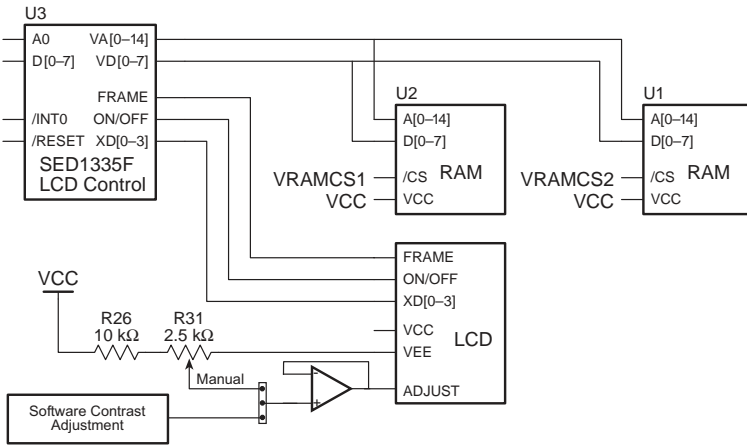 U3
A0 VA[0–14]
D[0–7] VD[0–7]
FRAME
/INT0 ON/OFF
/RESET XD[0–3]
SED1335F
LCD Control
U2
A[0–14]
D[0–7]
RAM
VRAMCS1 /CS
VCC VCC
U1
A[0–14]
D[0–7]
RAM
VRAMCS2 /CS
VCC VCC
FRAME
ON/OFF
XD[0–3]
VCC
LCD
VEE
ADJUST
VCC
R26
10 kΩ
R31
2.5 kΩ
Manual
-
+
Software Contrast
Adjustment